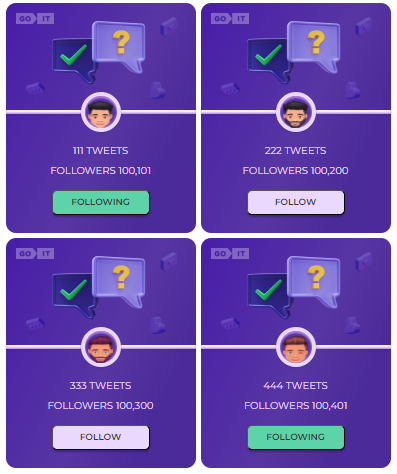 GO IT
111 TWEETS
FOLLOWERS 100,101
FOLLOWING
GO IT
222 TWEETS
FOLLOWERS 100,200
FOLLOW
GO IT
333 TWEETS
FOLLOWERS 100,300
FOLLOW
GO IT
444 TWEETS
FOLLOWERS 100,401
FOLLOWING